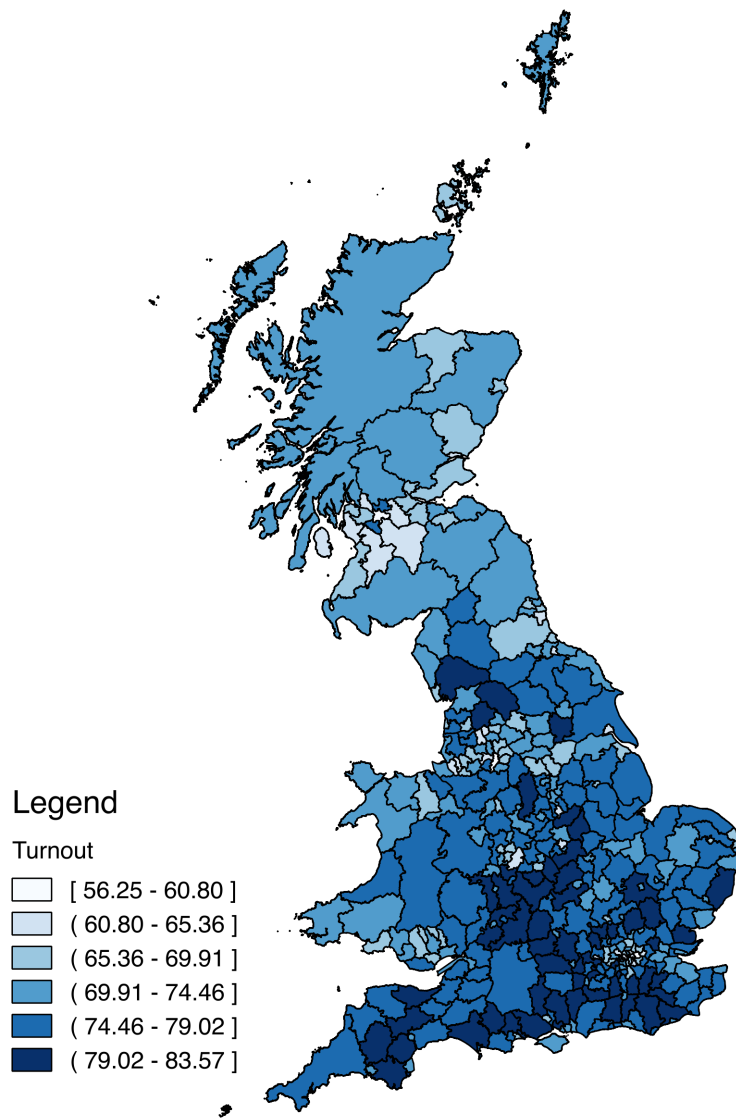 Legend
Turnout
[ 56.25 - 60.80 ]
( 60.80 - 65.36 ]
( 65.36 - 69.91 ]
( 69.91 - 74.46 ]
( 74.46 - 79.02 ]
( 79.02 - 83.57 ]